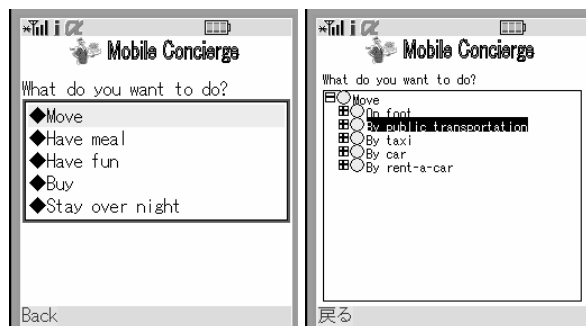 i α
Mobile Concierge
What do you want to do?
◆Move
◆Have meal
◆Have fun
◆Buy
◆Stay over night
Back
i α
Mobile Concierge
What do you want to do?
Move
On foot
By public transportation
By taxi
By car
By rent-a-car
戻る